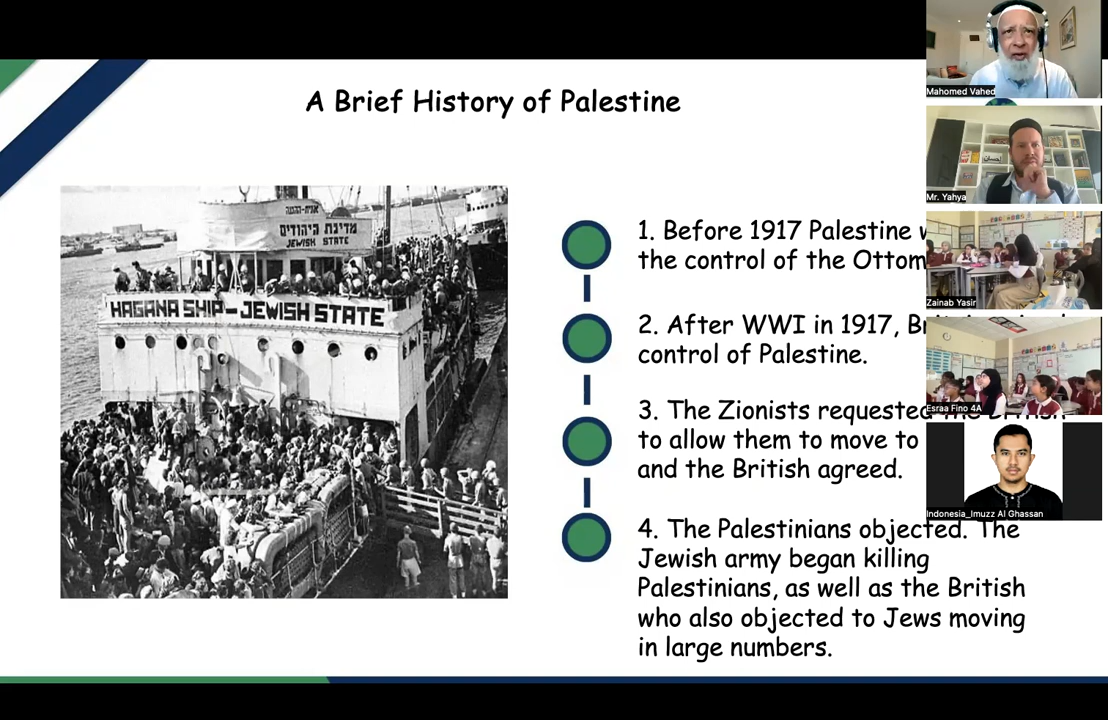 A Brief History of Palestine
אניית-ההגנה
מדינת היהודים
JEWISH STATE
HAGANA SHIP-JEWISH STATE
1. Before 1917 Palestine
the control of the Ottom
2. After WWI in 1917,
control of Palestine.
3. The Zionists requested
to allow them to move to
and the British agreed.
4. The Palestinians objected. The
Jewish army began killing
Palestinians, as well as the British
who also objected to Jews moving
in large numbers.
Mahomed Vahed
Mr. Yahya
Zainab Yasir
Esraa Fino 4A
Indonesia_Imuzz Al Ghassan